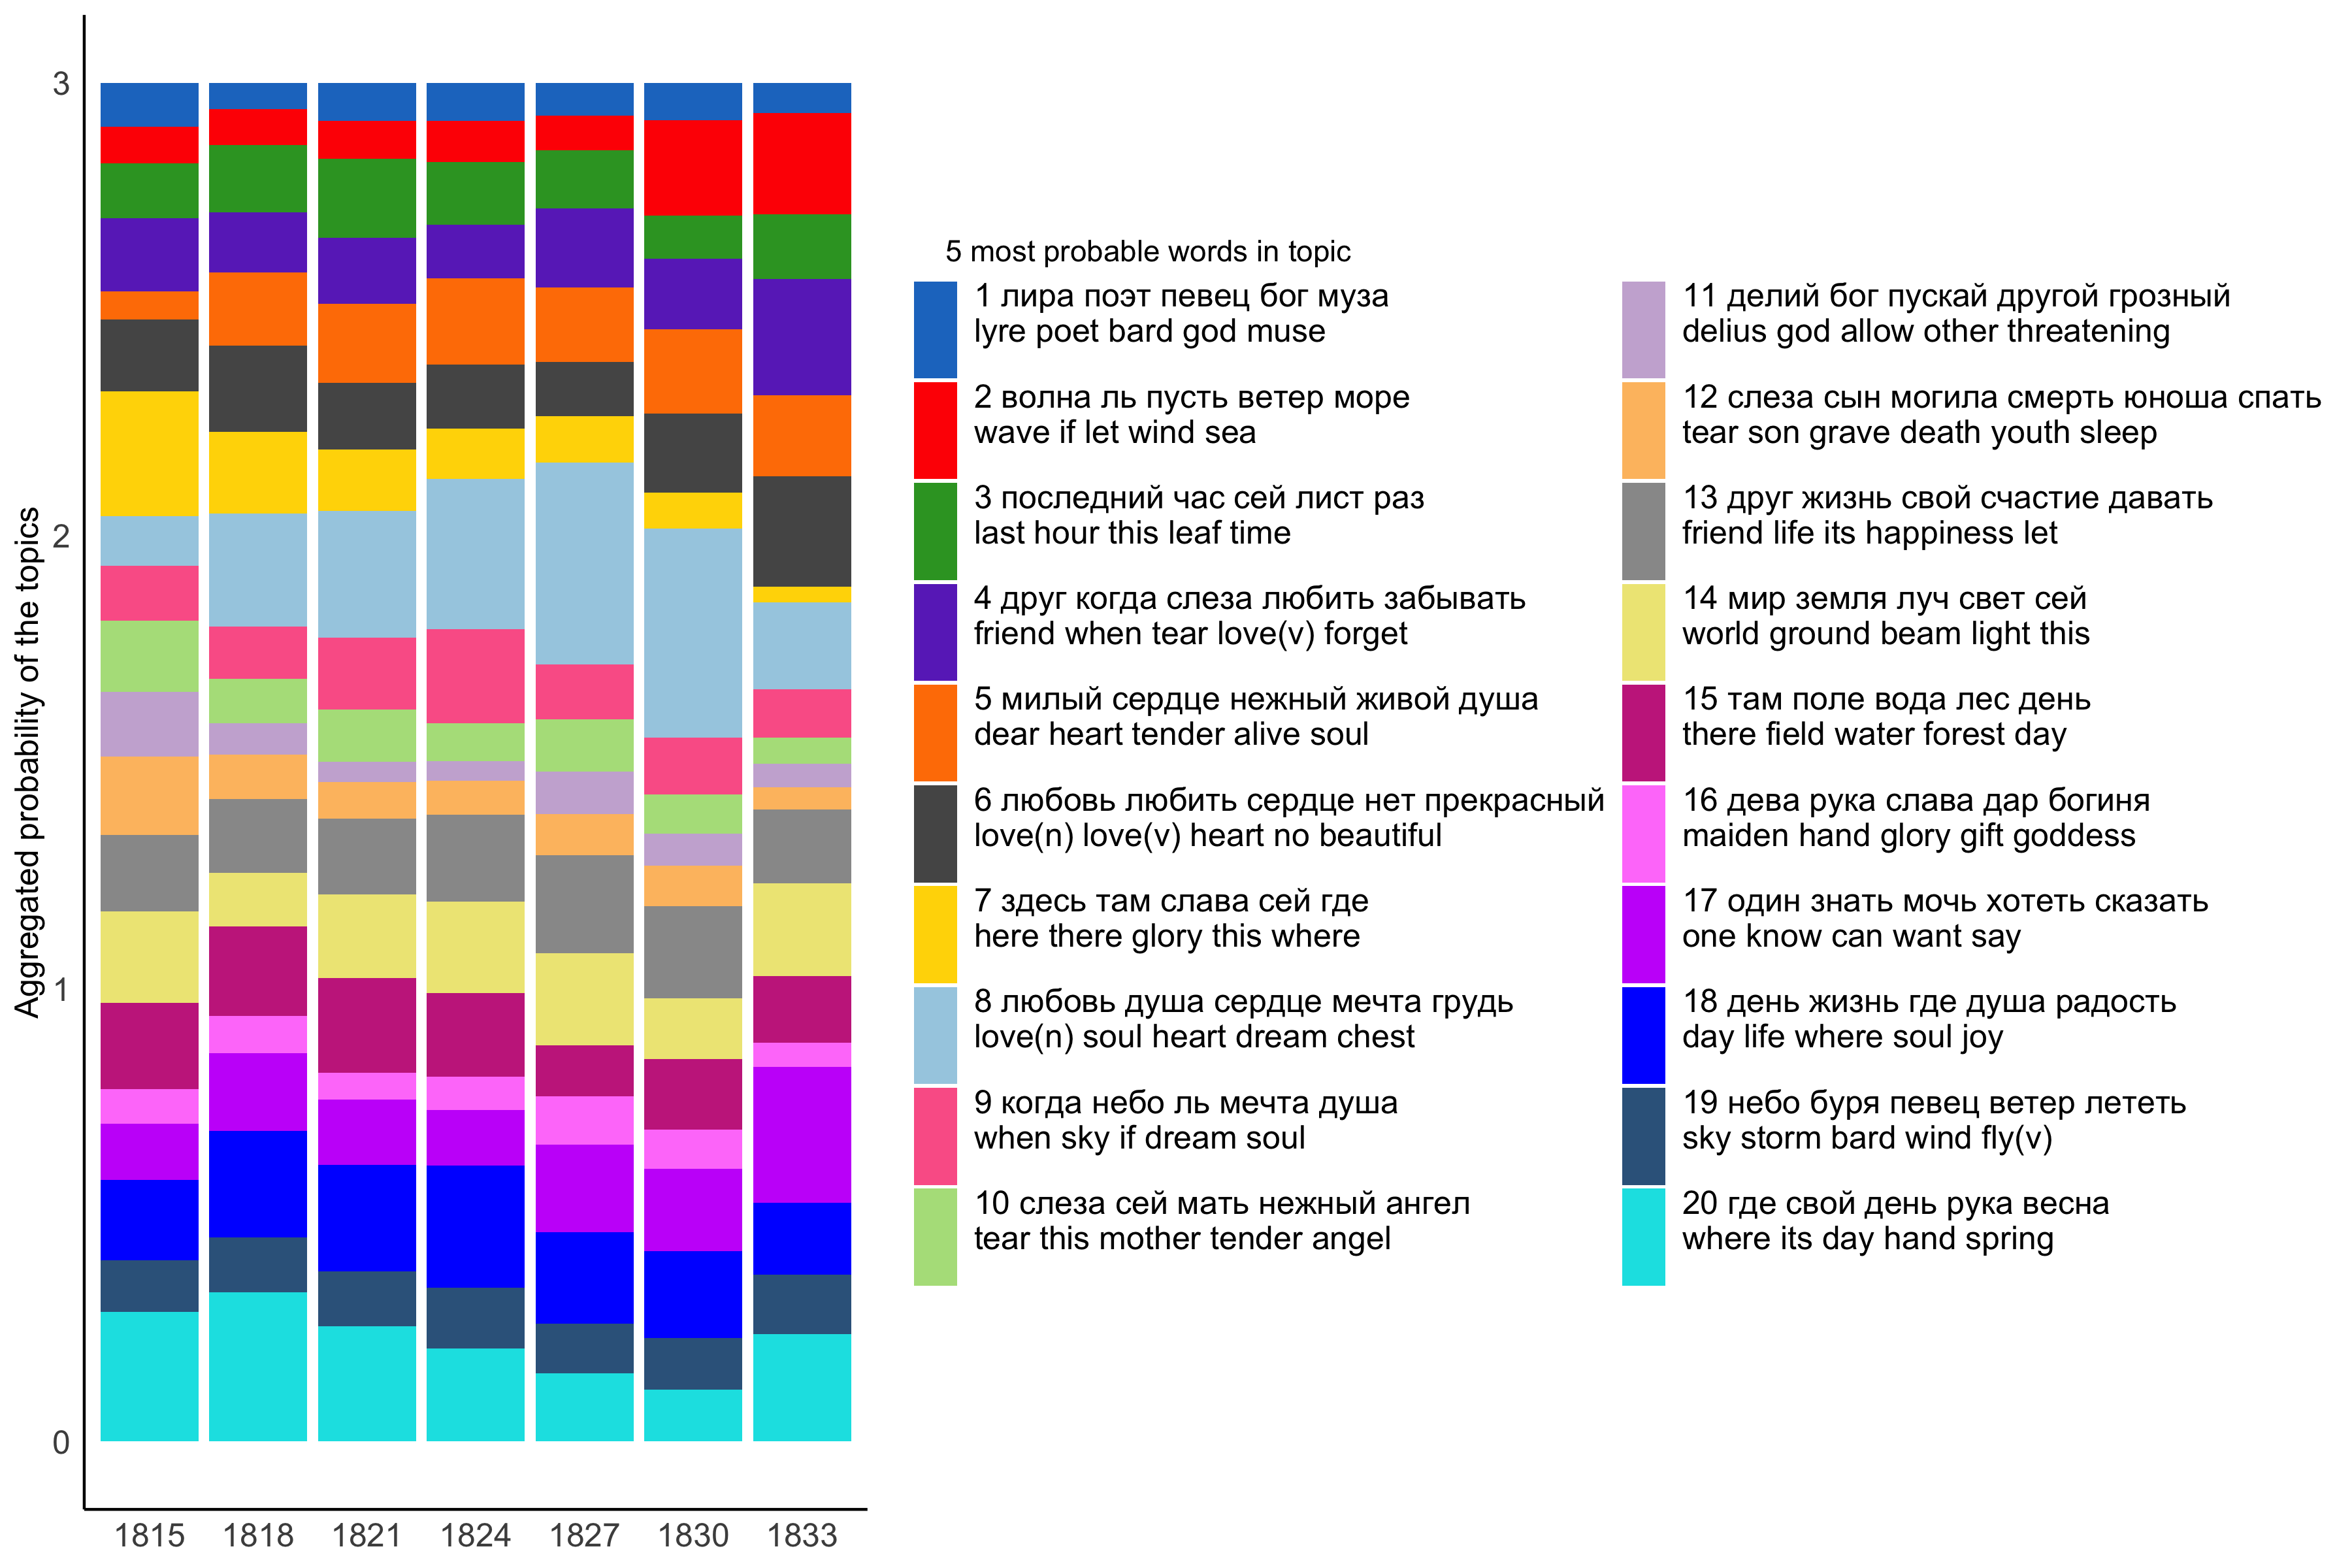 Aggregated probability of the topics
3
2
1
0
1815
1818
1821
1824
1827
1830
1833
5 most probable words in topic
1 лира поэт певец бог муза
lyre poet bard god muse
2 волна ль пусть ветер море
wave if let wind sea
3 последний час сей лист раз
last hour this leaf time
4 друг когда слеза любить забывать
friend when tear love(v) forget
5 милый сердце нежный живой душа
dear heart tender alive soul
6 любовь любить сердце нет прекрасный
love(n) love(v) heart no beautiful
7 здесь там слава сей где
here there glory this where
8 любовь душа сердце мечта грудь
love(n) soul heart dream chest
9 когда небо ль мечта душа
when sky if dream soul
10 слеза сей мать нежный ангел
tear this mother tender angel
11 делий бог пускай другой грозный
delius god allow other threatening
12 слеза сын могила смерть юноша спать
tear son grave death youth sleep
13 друг жизнь свой счастие давать
friend life its happiness let
14 мир земля луч свет сей
world ground beam light this
15 там поле вода лес день
there field water forest day
16 дева рука слава дар богиня
maiden hand glory gift goddess
17 один знать мочь хотеть сказать
one know can want say
18 день жизнь где душа радость
day life where soul joy
19 небо буря певец ветер лететь
sky storm bard wind fly(v)
20 где свой день рука весна
where its day hand spring